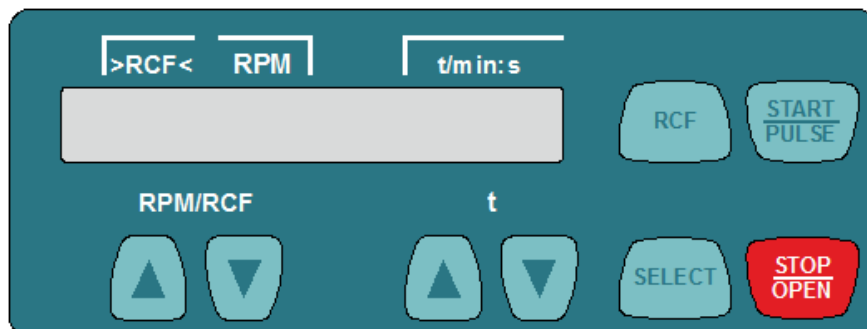 >RCF< RPM t/min:s
RCF
START
PULSE
RPM/RCF t
SELECT
STOP
OPEN